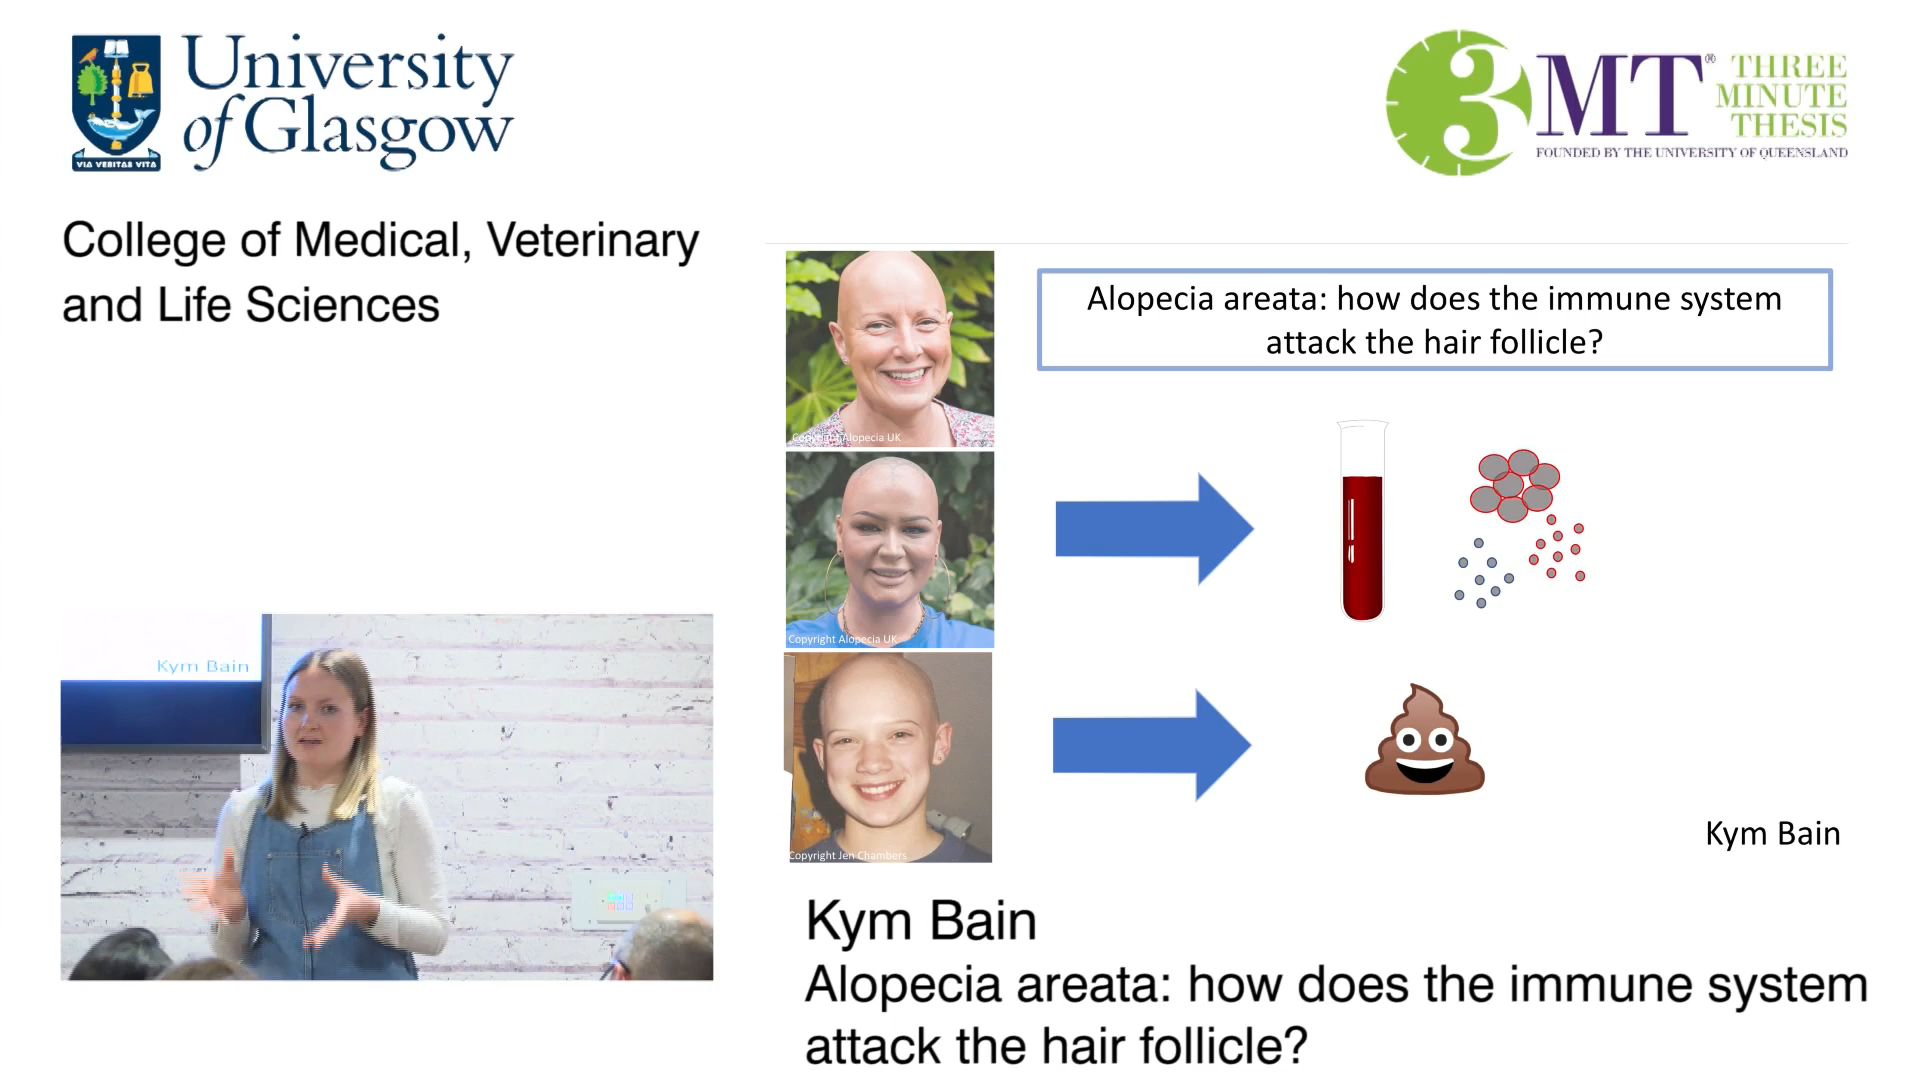 University
of Glasgow
VIA VERITAS VITA
3MT® THREE
MINUTE
THESIS
FOUNDED BY THE UNIVERSITY OF QUEENSLAND
College of Medical, Veterinary
and Life Sciences
Alopecia areata: how does the immune system
attack the hair follicle?
Copyright Alopecia UK
Copyright Alopecia UK
Copyright Jen Chambers
Kym Bain
Kym Bain
Kym Bain
Alopecia areata: how does the immune system
attack the hair follicle?